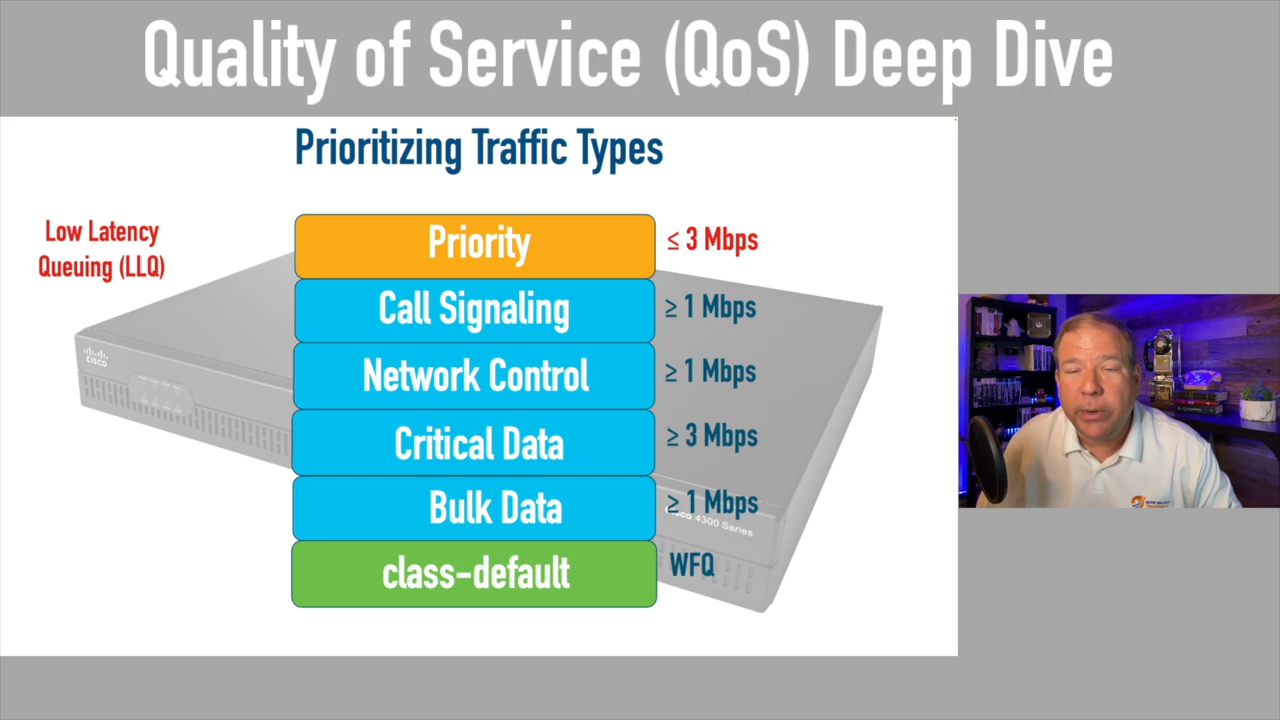 Quality of Service (QoS) Deep Dive
Prioritizing Traffic Types
Low Latency
Queuing (LLQ)
Priority
≤ 3 Mbps
Call Signaling
≥ 1 Mbps
Network Control
≥ 1 Mbps
Critical Data
≥ 3 Mbps
Bulk Data
≥ 1 Mbps
class-default
WFQ
CISCO
Cisco 4300 Series